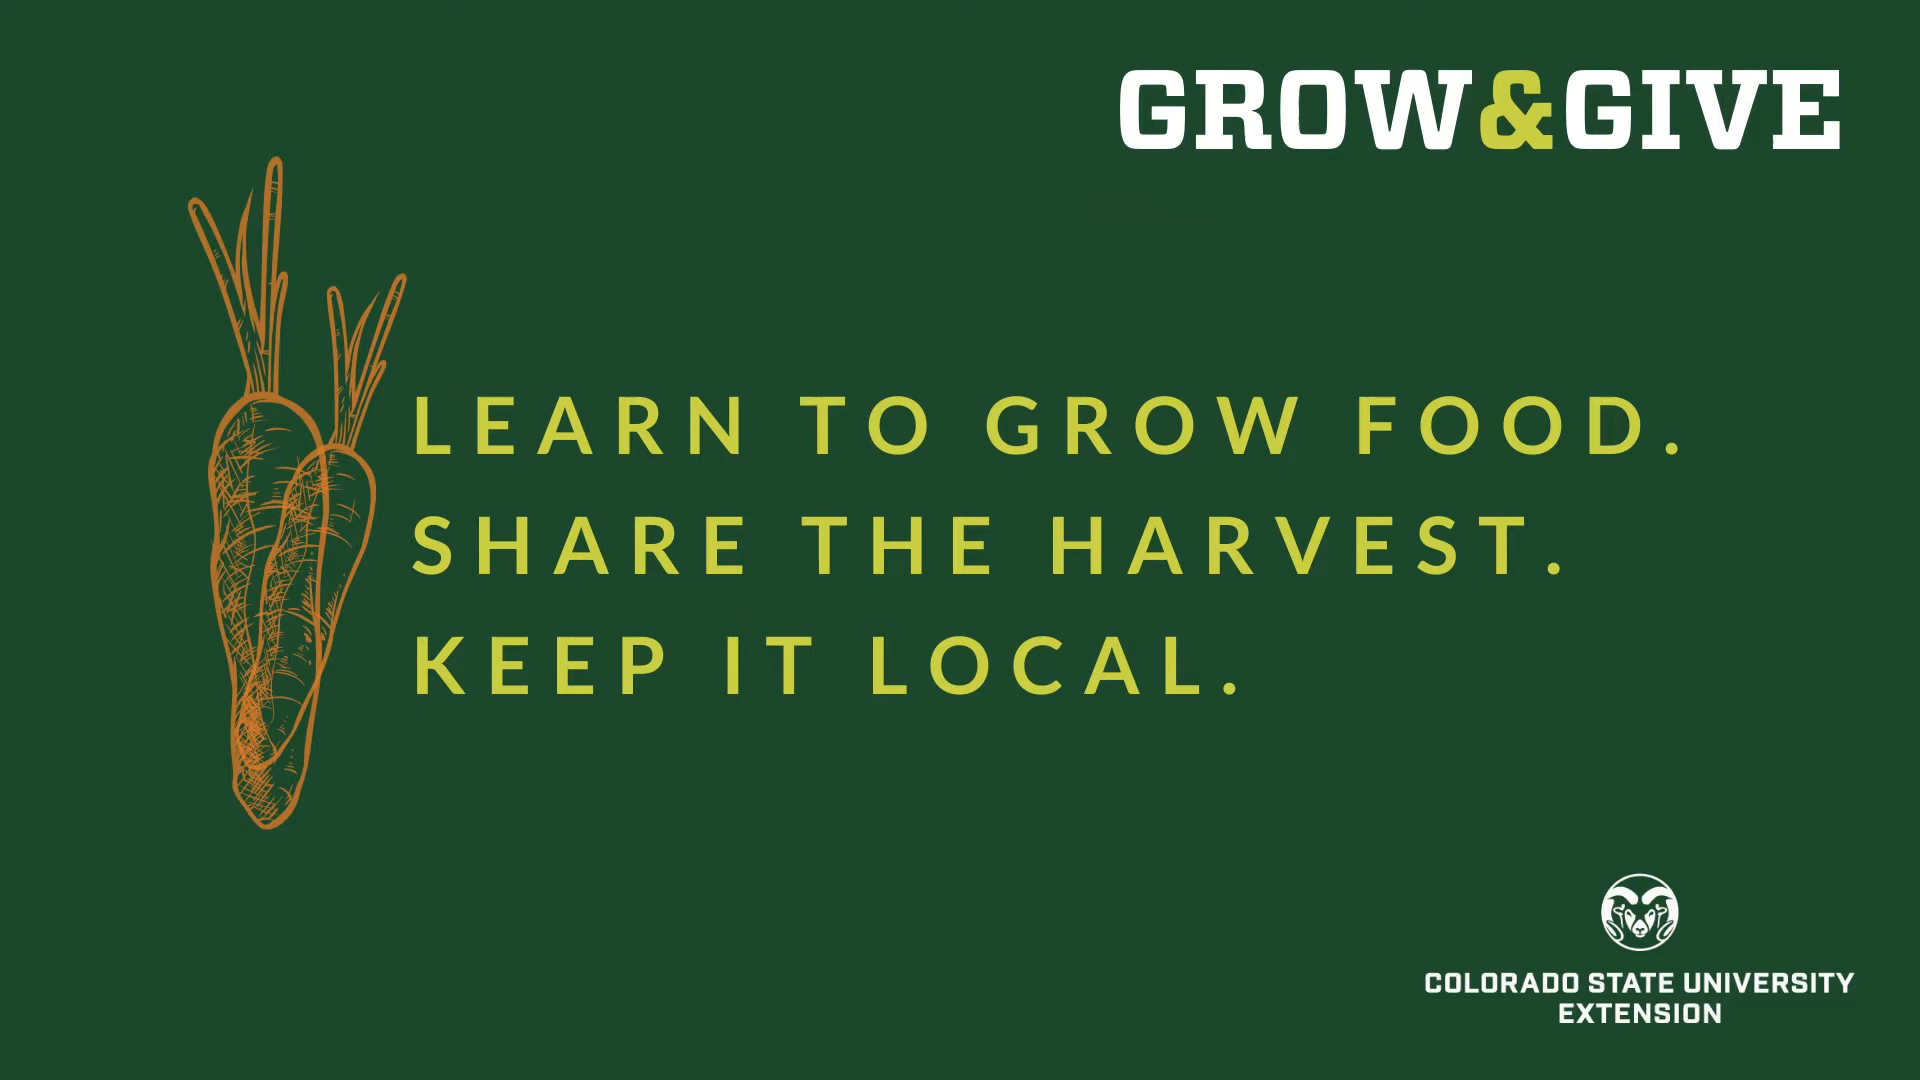 GROW&GIVE
LEARN TO GROW FOOD.
SHARE THE HARVEST.
KEEP IT LOCAL.
COLORADO STATE UNIVERSITY
EXTENSION